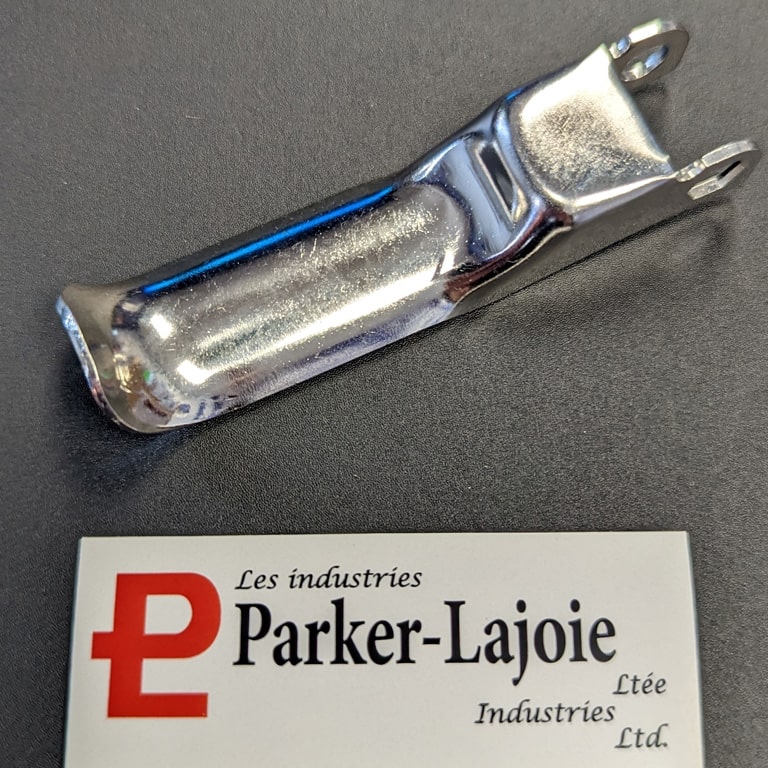 Les industries
Parker-Lajoie
Ltée
Industries
Ltd.